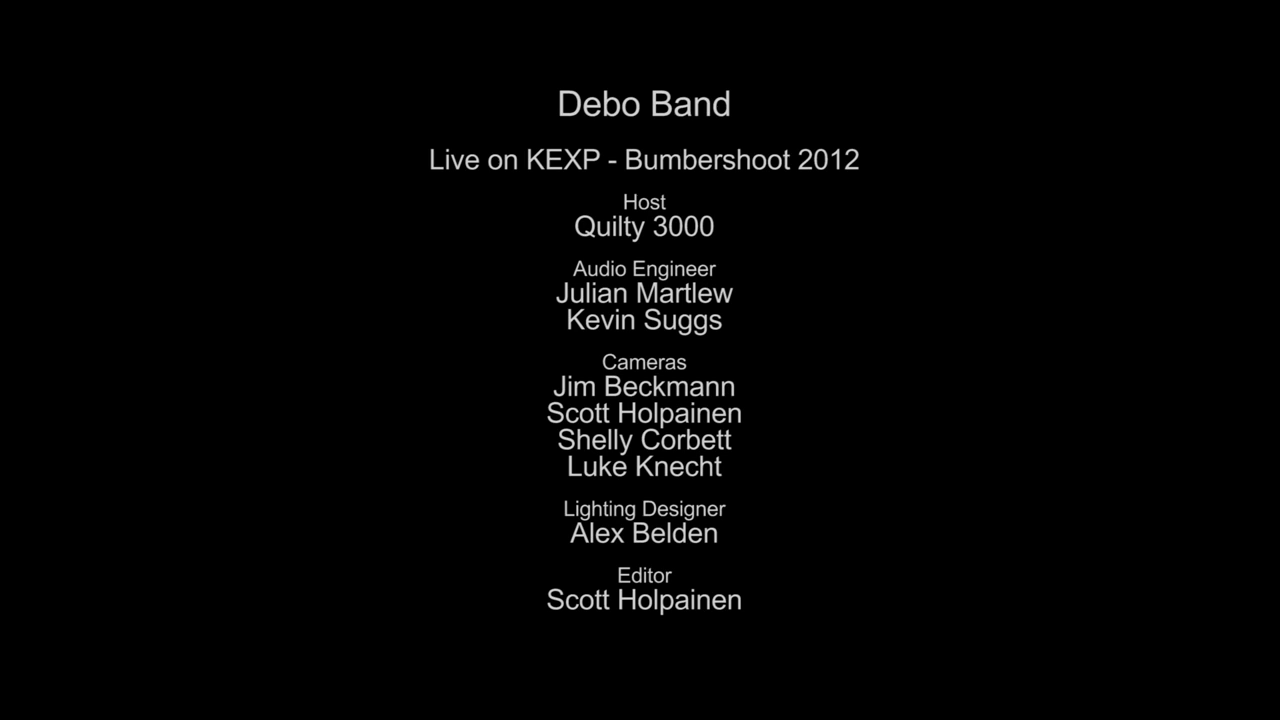 Debo Band
Live on KEXP - Bumbershoot 2012
Host
Quilty 3000
Audio Engineer
Julian Martlew
Kevin Suggs
Cameras
Jim Beckmann
Scott Holpainen
Shelly Corbett
Luke Knecht
Lighting Designer
Alex Belden
Editor
Scott Holpainen